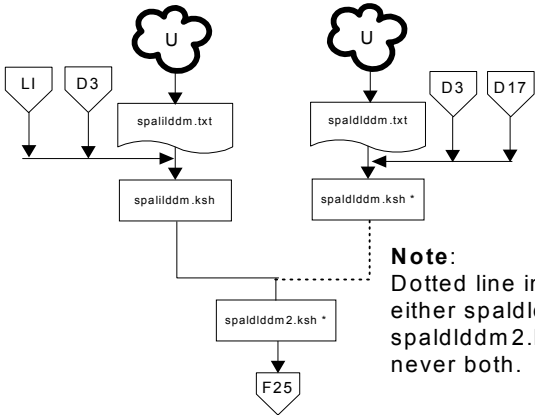 U
U
LI
D3
D3
D17
spalilddm.txt
spaldlddm.txt
spalilddm.ksh
spaldlddm.ksh *
Note:
Dotted line in
either
spaldlddm2.
never both.
spaldlddm2.ksh *
F25